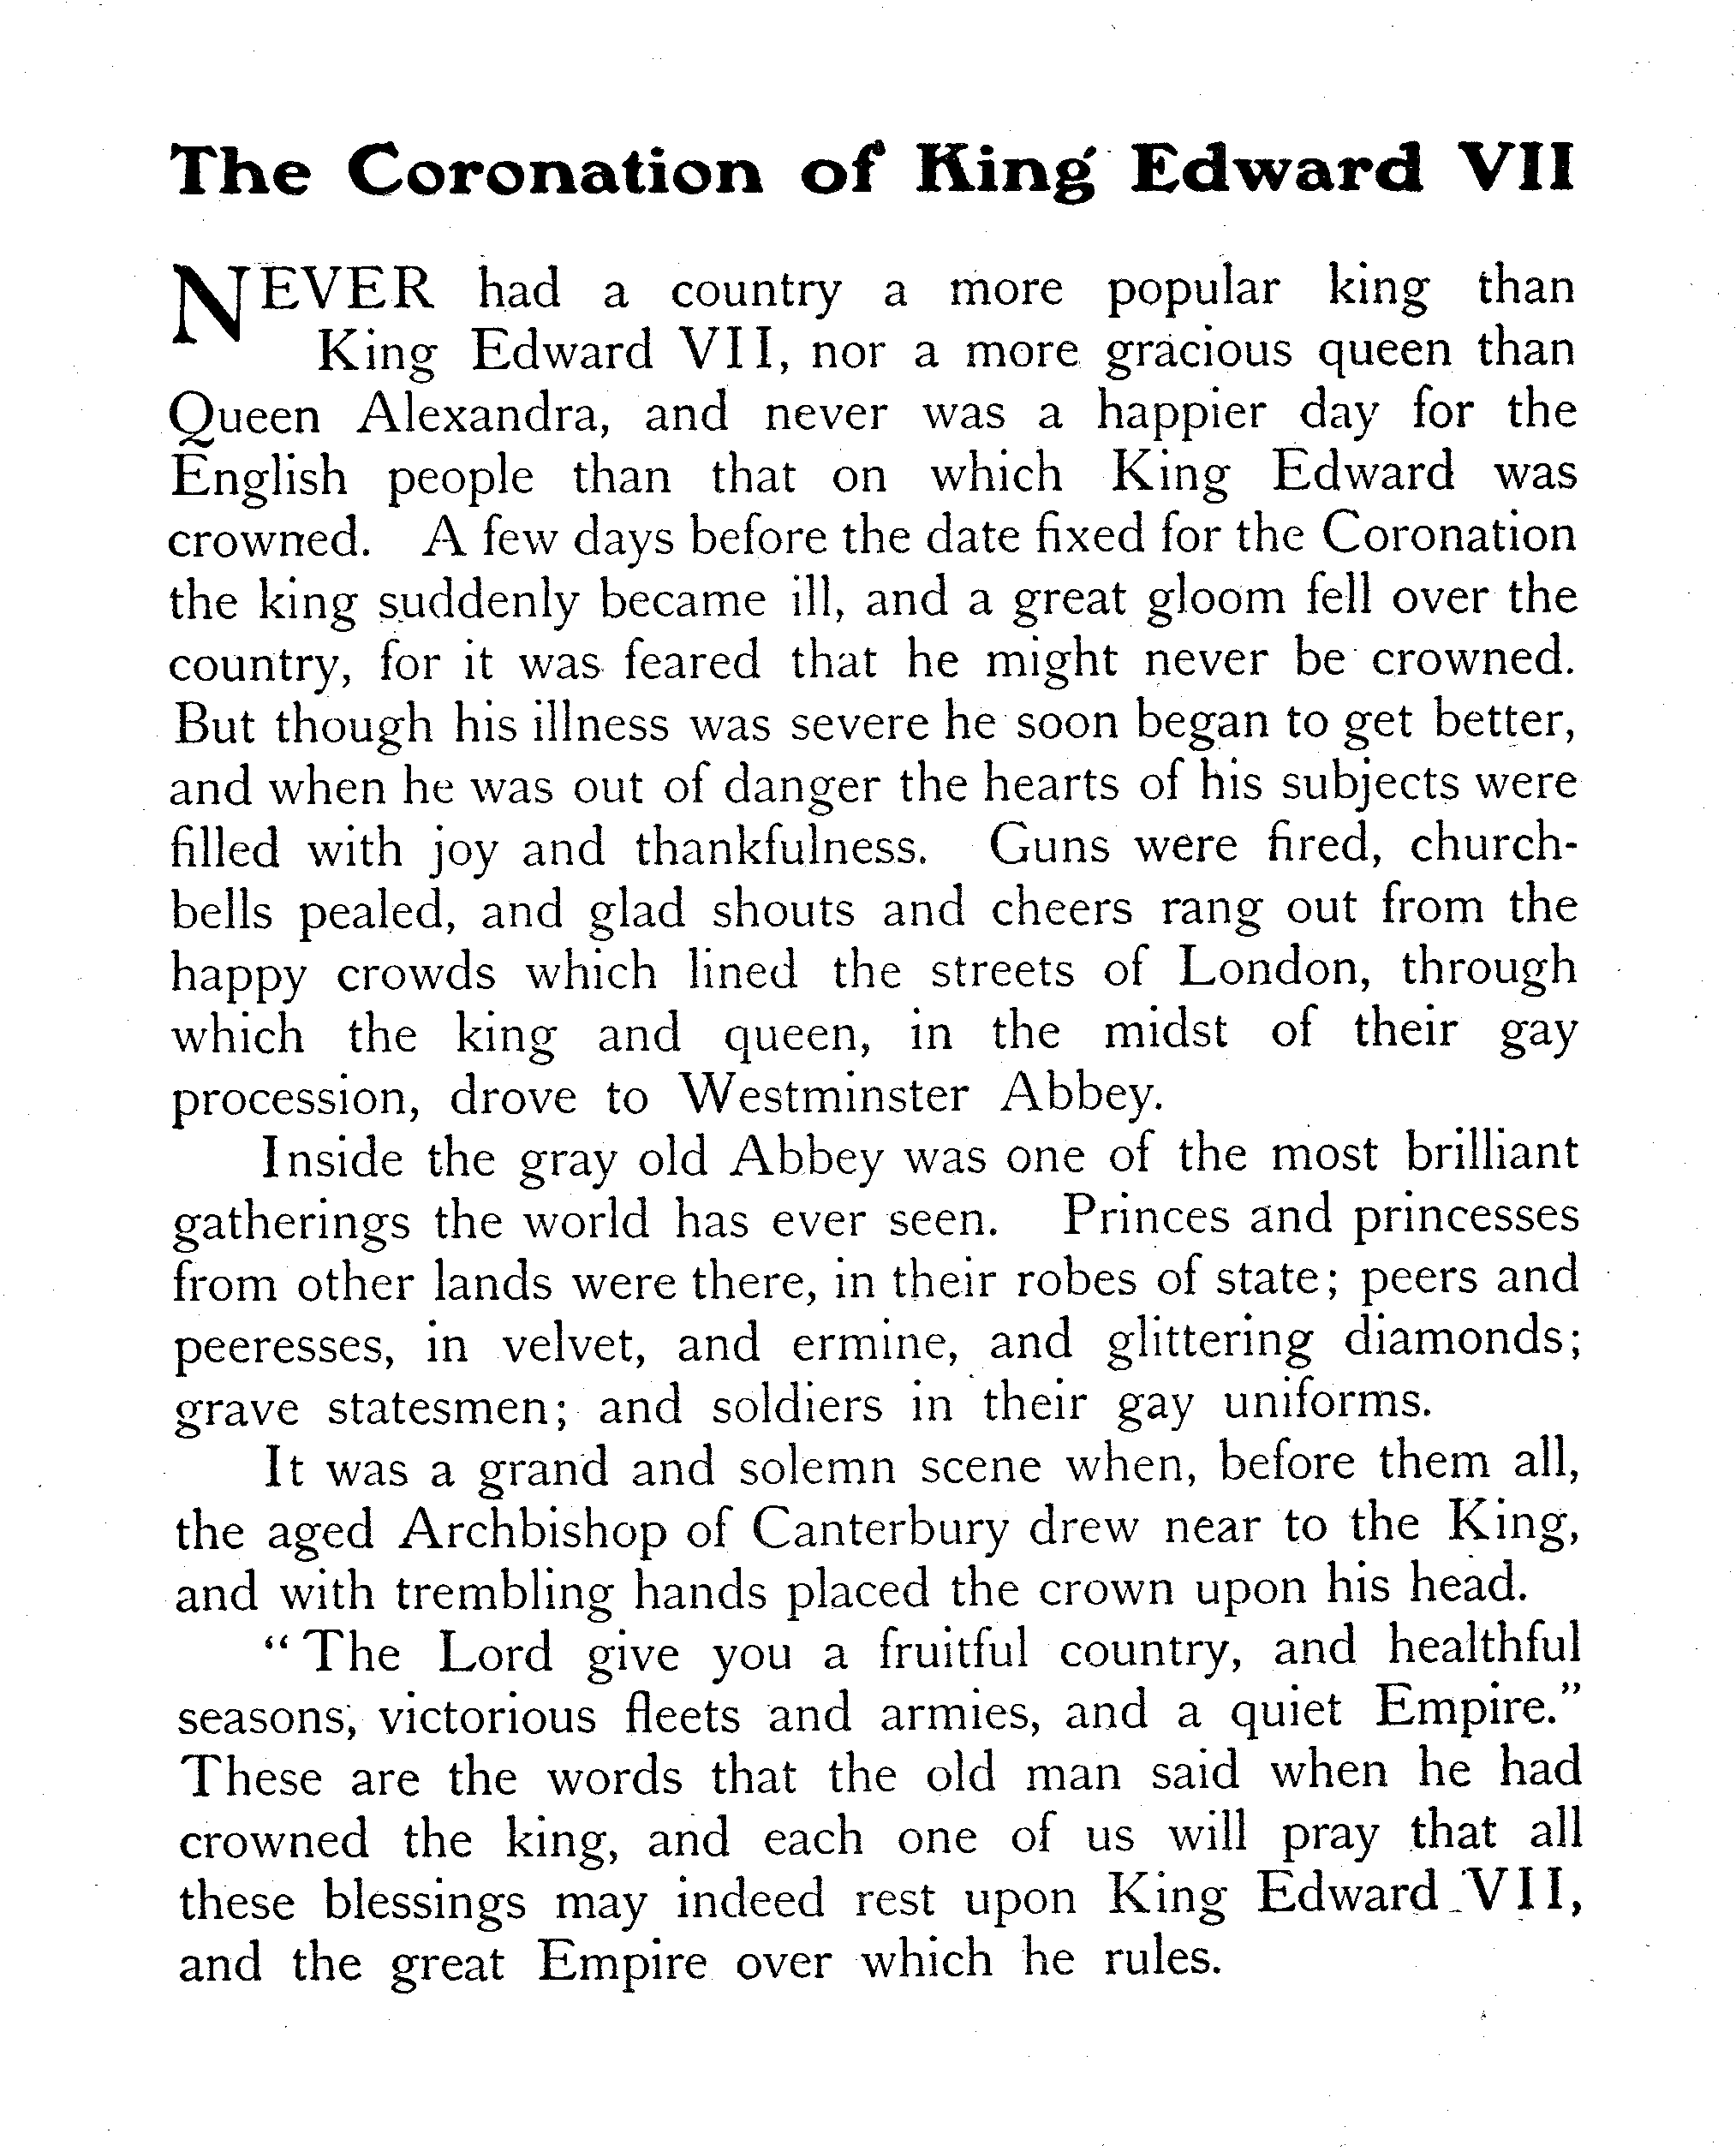 The Coronation of King Edward VII
NEVER had a country a more popular king than
King Edward VII, nor a more gracious queen than
Queen Alexandra, and never was a happier day for the
English people than that on which King Edward was
crowned. A few days before the date fixed for the Coronation
the king suddenly became ill, and a great gloom fell over the
country, for it was feared that he might never be crowned.
But though his illness was severe he soon began to get better,
and when he was out of danger the hearts of his subjects were
filled with joy and thankfulness. Guns were fired, church-
bells pealed, and glad shouts and cheers rang out from the
happy crowds which lined the streets of London, through
which the king and queen, in the midst of their gay
procession, drove to Westminster Abbey.
Inside the gray old Abbey was one of the most brilliant
gatherings the world has ever seen. Princes and princesses
from other lands were there, in their robes of state; peers and
peeresses, in velvet, and ermine, and glittering diamonds;
grave statesmen; and soldiers in their gay uniforms.
It was a grand and solemn scene when, before them all,
the aged Archbishop of Canterbury drew near to the King,
and with trembling hands placed the crown upon his head.
"The Lord give you a fruitful country, and healthful
seasons, victorious fleets and armies, and a quiet Empire."
These are the words that the old man said when he had
crowned the king, and each one of us will pray that all
these blessings may indeed rest upon King Edward VII,
and the great Empire over which he rules.